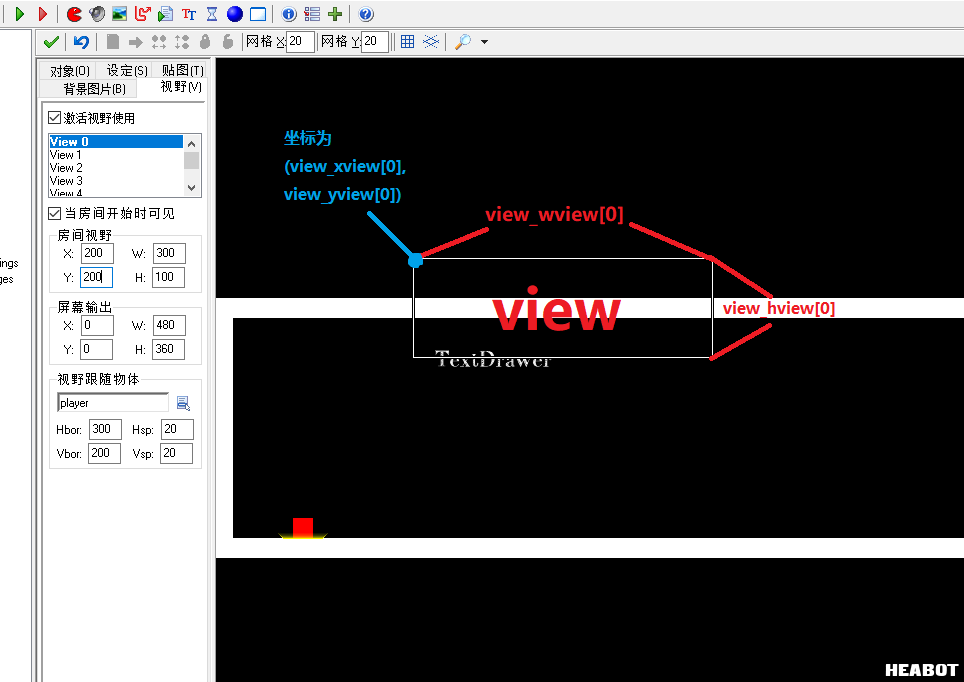 网格 X: 20 网格 Y: 20
对象(O) 设定(S) 贴图(T)
背景图片(B) 视野(V)
激活视野使用
View 0
View 1
View 2
View 3
View 4
当房间开始时可见
房间视野
X: 200 W: 300
Y: 200 H: 100
屏幕输出
X: 0 W: 480
Y: 0 H: 360
视野跟随物体
player
Hbor: 300 Hsp: 20
Vbor: 200 Vsp: 20
ings
ges
坐标为
(view_xview[0],
view_yview[0])
view_wview[0]
view
view_hview[0]
TextDrawer
HEABOT